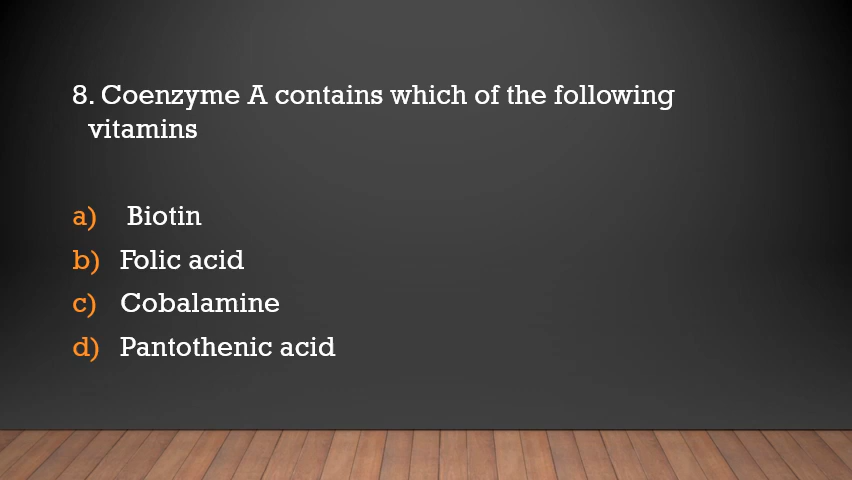 8. Coenzyme A contains which of the following
vitamins
a) Biotin
b) Folic acid
c) Cobalamine
d) Pantothenic acid